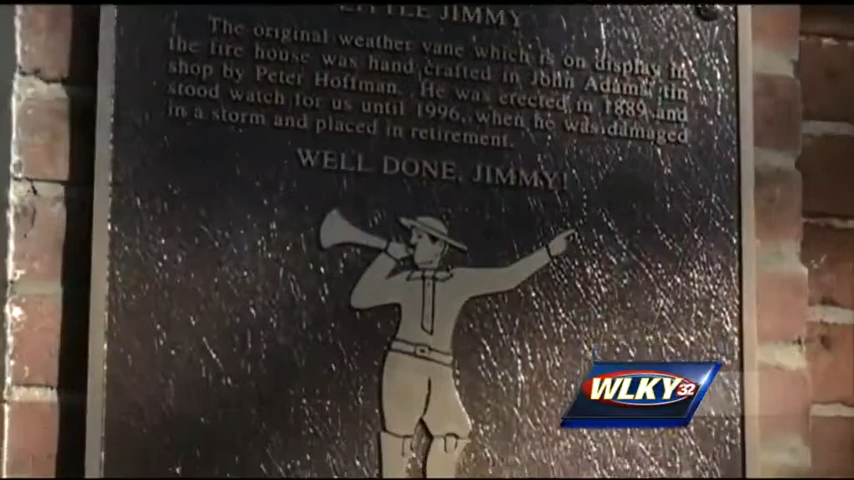 LITTLE JIMMY
The original weather vane which is on display in
the fire house was hand crafted in John Adams' tin
shop by Peter Hoffman. He was erected in 1889, and
stood watch for us until 1996, when he was damaged
in a storm and placed in retirement.
WELL DONE, JIMMY!
WLKY 32